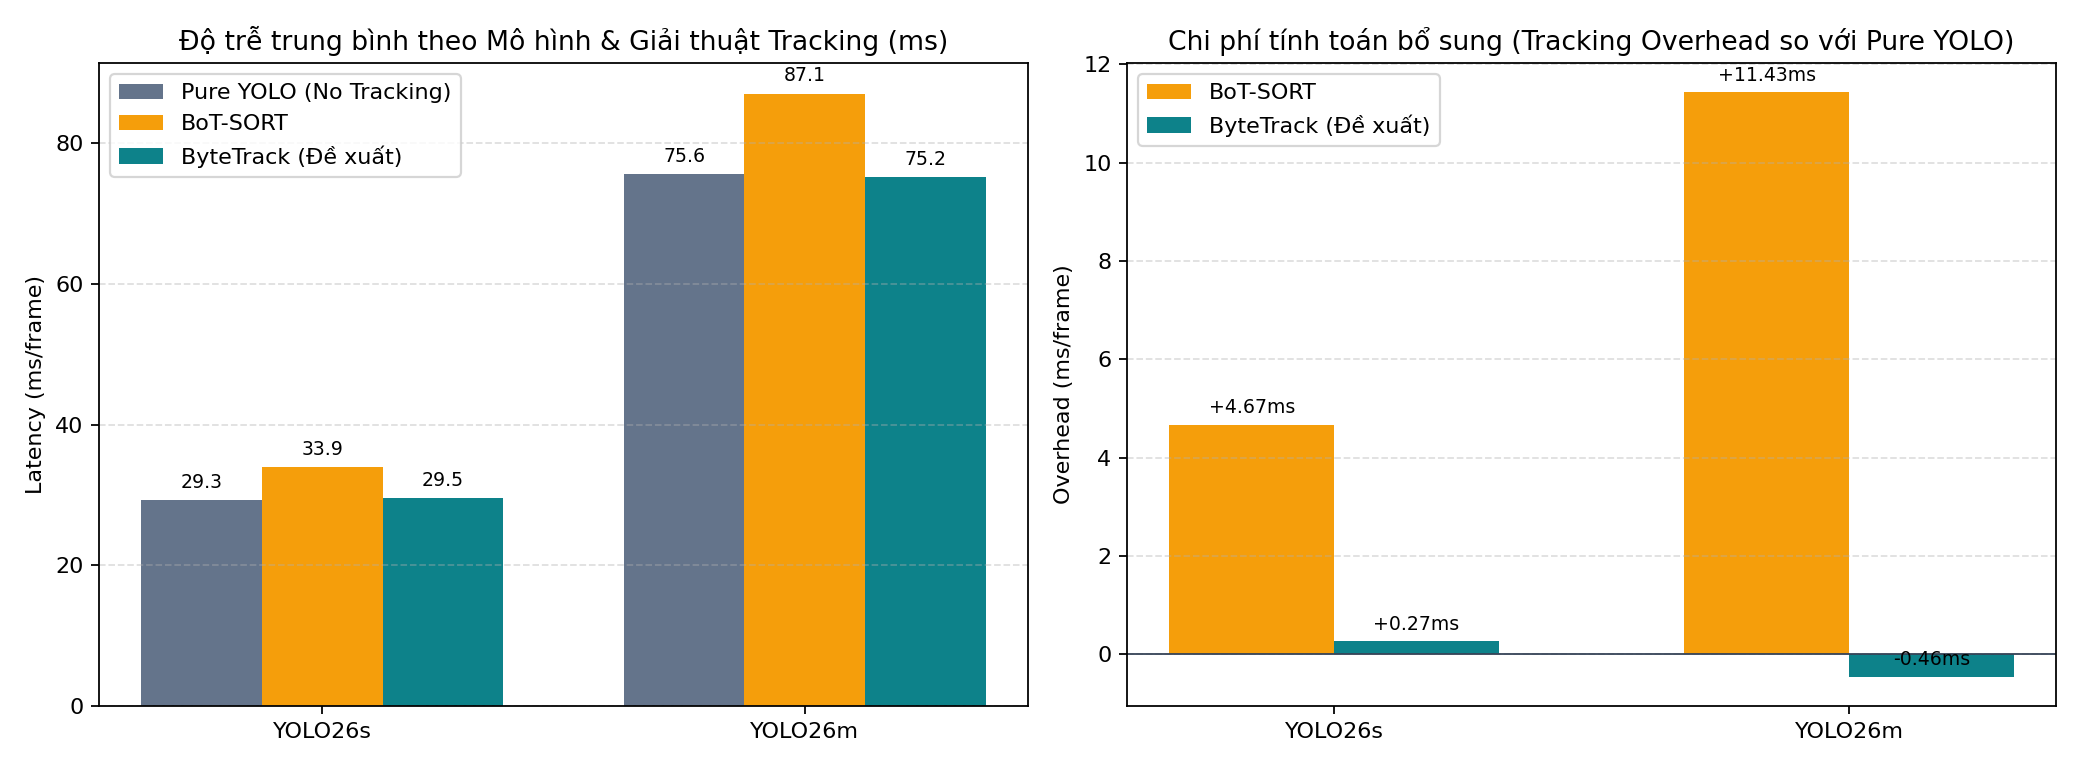 Độ trễ trung bình theo Mô hình & Giải thuật Tracking (ms)
Latency (ms/frame)
80
60
40
20
0
Pure YOLO (No Tracking)
BoT-SORT
ByteTrack (Đề xuất)
29.3
33.9
29.5
75.6
87.1
75.2
YOLO26s
YOLO26m
Chi phí tính toán bổ sung (Tracking Overhead so với Pure YOLO)
Overhead (ms/frame)
12
10
8
6
4
2
0
BoT-SORT
ByteTrack (Đề xuất)
+4.67ms
+0.27ms
+11.43ms
-0.46ms
YOLO26s
YOLO26m